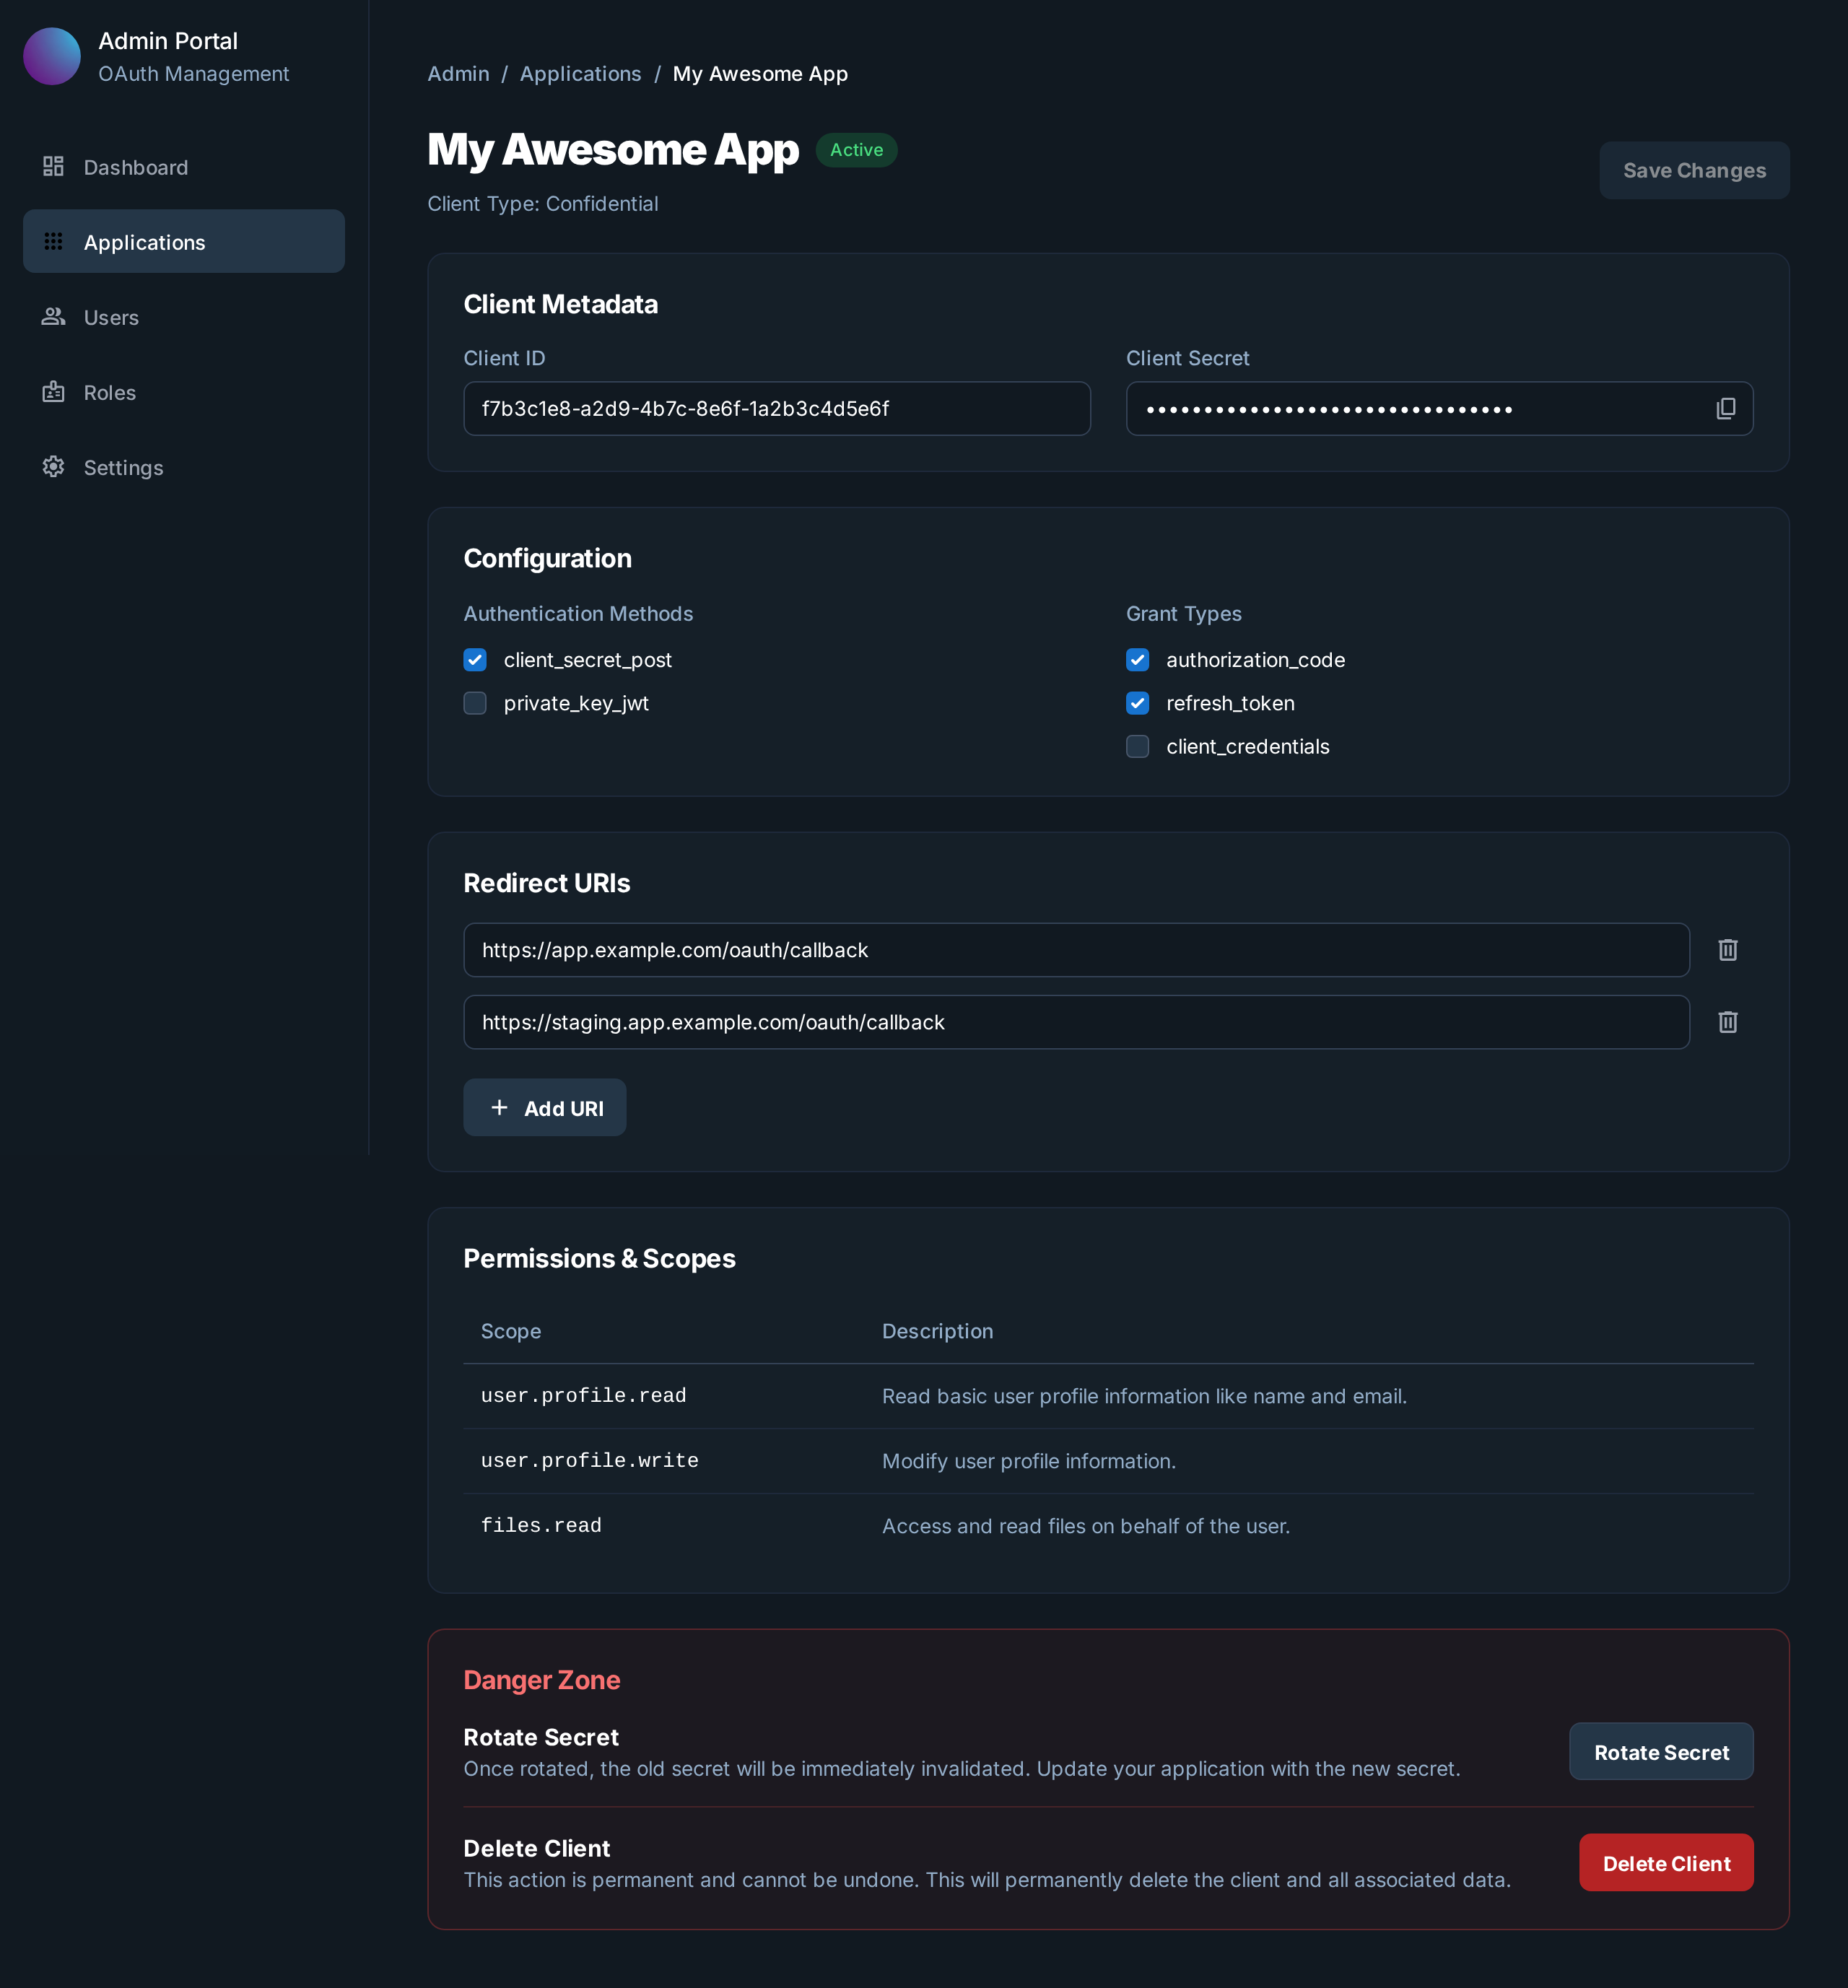 Admin Portal
OAuth Management
Dashboard
Applications
Users
Roles
Settings
Admin / Applications / My Awesome App
My Awesome App Active
Client Type: Confidential
Save Changes
Client Metadata
Client ID
f7b3c1e8-a2d9-4b7c-8e6f-1a2b3c4d5e6f
Client Secret
••••••••••••••••••••••••••••••••
Configuration
Authentication Methods
client_secret_post
private_key_jwt
Grant Types
authorization_code
refresh_token
client_credentials
Redirect URIs
https://app.example.com/oauth/callback
https://staging.app.example.com/oauth/callback
Add URI
Permissions & Scopes
Scope Description
user.profile.read Read basic user profile information like name and email.
user.profile.write Modify user profile information.
files.read Access and read files on behalf of the user.
Danger Zone
Rotate Secret
Once rotated, the old secret will be immediately invalidated. Update your application with the new secret.
Rotate Secret
Delete Client
This action is permanent and cannot be undone. This will permanently delete the client and all associated data.
Delete Client